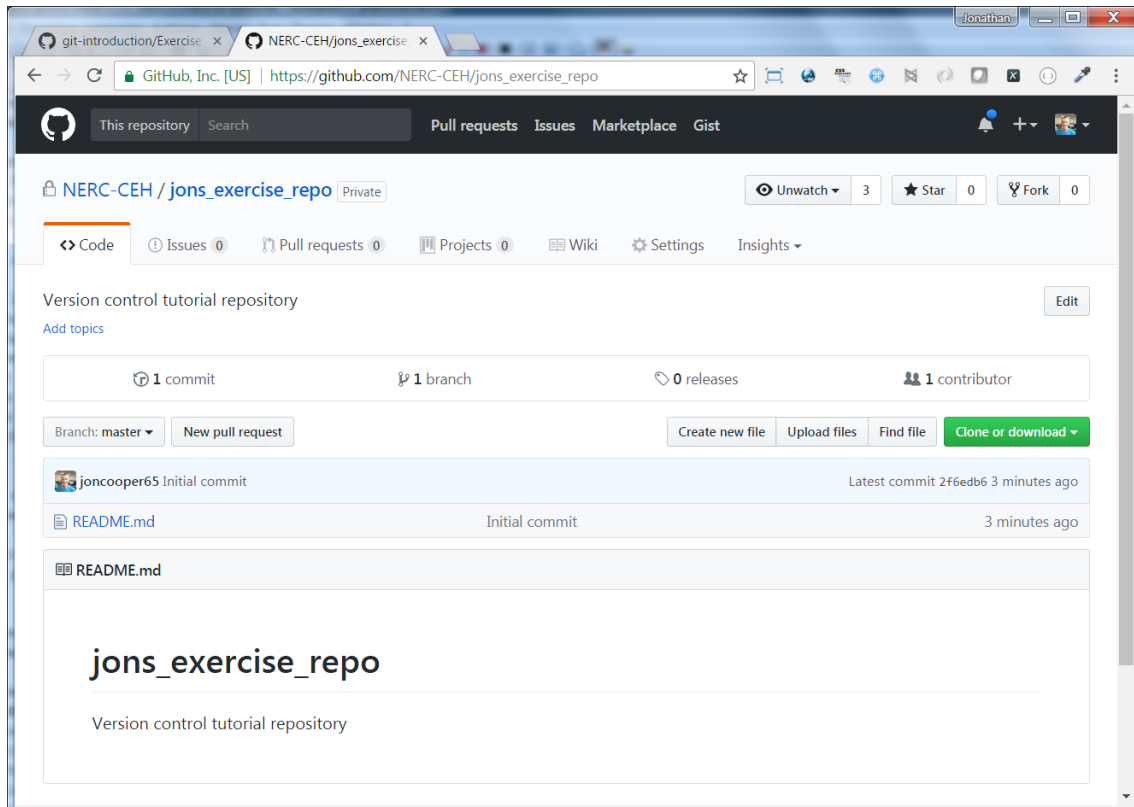 Jonathan
git-introduction/Exercise
NERC-CEH/jons_exercise_
GitHub, Inc. [US] | https://github.com/NERC-CEH/jons_exercise_repo
This repository Search Pull requests Issues Marketplace Gist
NERC-CEH / jons_exercise_repo Private Unwatch 3 Star 0 Fork 0
Code Issues 0 Pull requests 0 Projects 0 Wiki Settings Insights
Version control tutorial repository Edit
Add topics
1 commit 1 branch 0 releases 1 contributor
Branch: master New pull request Create new file Upload files Find file Clone or download
joncooper65 Initial commit Latest commit 2f6edb6 3 minutes ago
README.md Initial commit 3 minutes ago
README.md
jons_exercise_repo
Version control tutorial repository